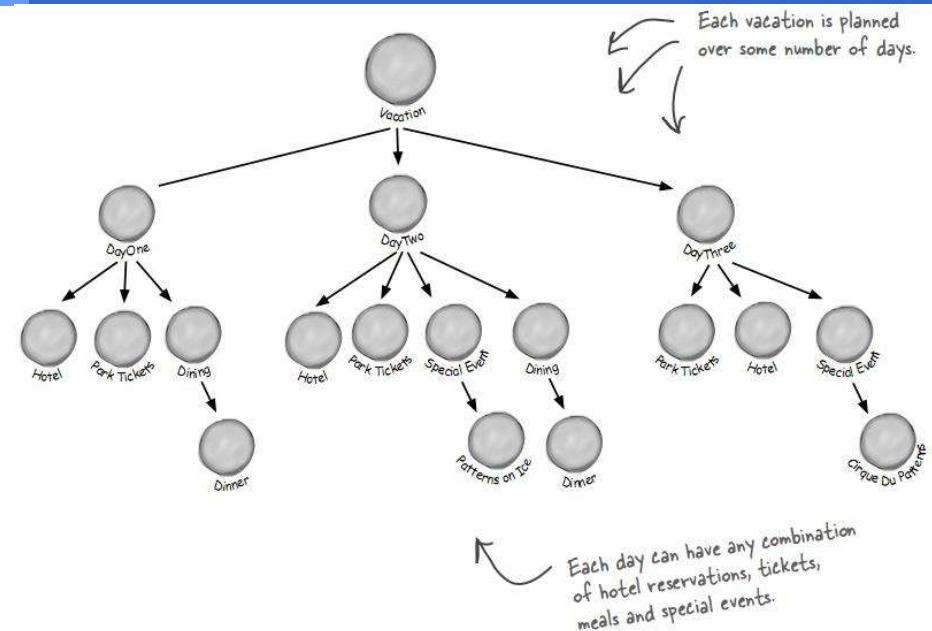 Each vacation is planned
over some number of days.
Vacation
DayOne
DayTwo
DayThree
Hotel
Park Tickets
Dining
Hotel
Park Tickets
Special Event
Dining
Park Tickets
Hotel
Special Event
Dinner
Patterns on Ice
Dinner
Cirque Du Patterns
Each day can have any combination
of hotel reservations, tickets,
meals and special events.